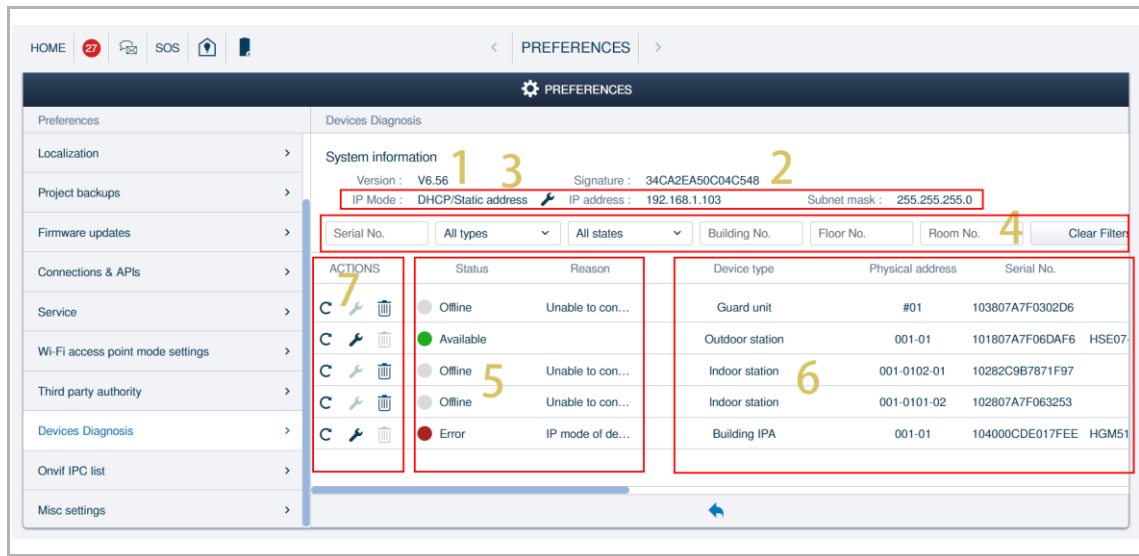 HOME 27 SOS PREFERENCES
PREFERENCES
Preferences Devices Diagnosis
Localization
Project backups
Firmware updates
Connections & APIs
Service
Wi-Fi access point mode settings
Third party authority
Devices Diagnosis
Onvif IPC list
Misc settings
System information 1 3 2
Version : V6.56 Signature : 34CA2EA50C04C548
IP Mode : DHCP/Static address IP address : 192.168.1.103 Subnet mask : 255.255.255.0
Serial No. All types All states Building No. Floor No. Room No. 4 Clear Filters
ACTIONS Status Reason Device type Physical address Serial No.
7 5 6
Offline Unable to con... Guard unit #01 103807A7F0302D6
Available Outdoor station 001-01 101807A7F06DAF6 HSE07-
Offline Unable to con... Indoor station 001-0102-01 10282C9B7871F97
Offline Unable to con... Indoor station 001-0101-02 102807A7F063253
Error IP mode of de... Building IPA 001-01 104000CDE017FEE HGM51